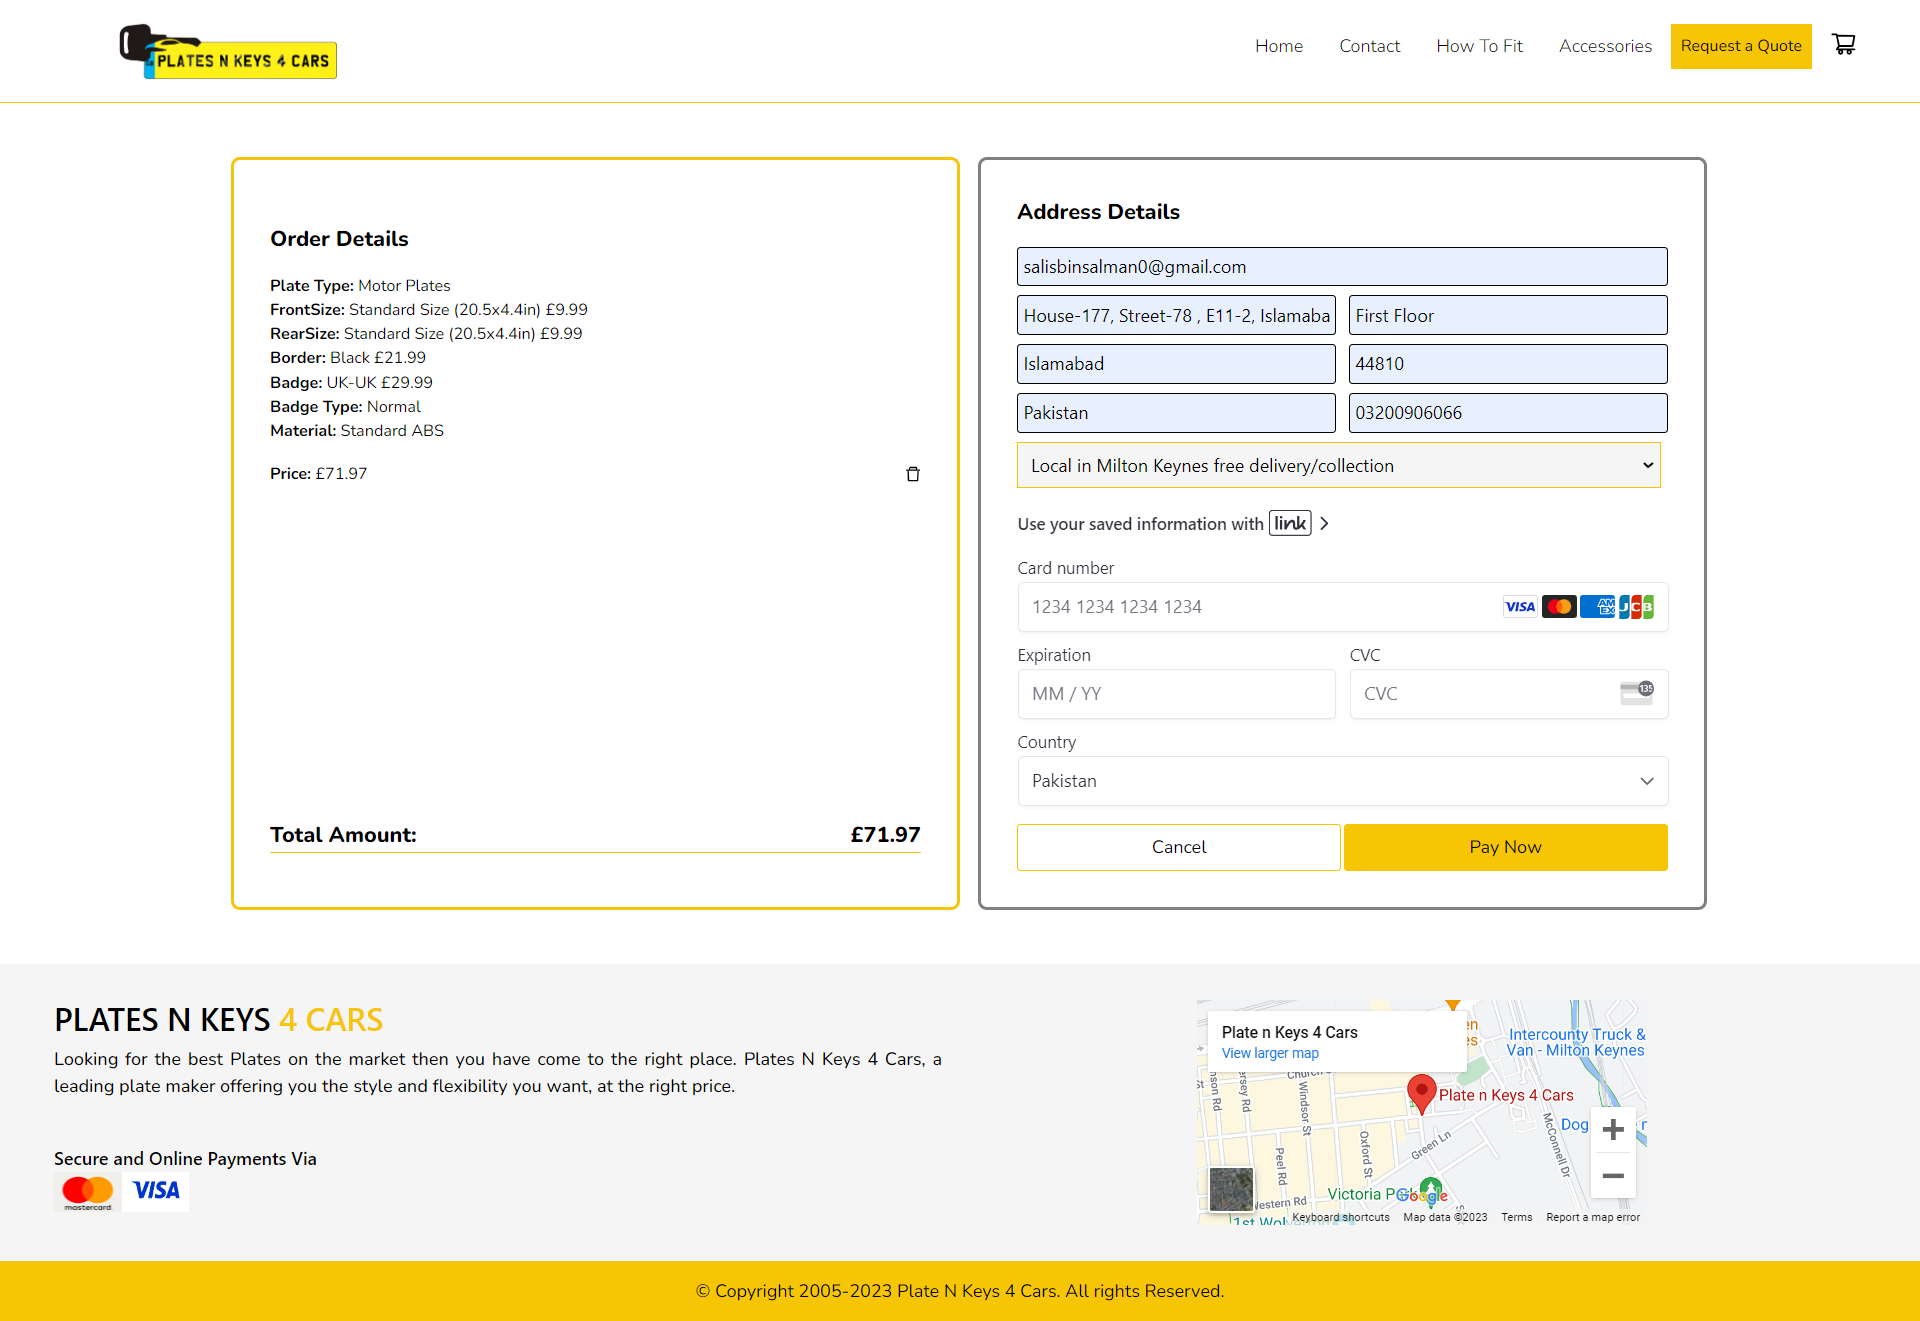 PLATES N KEYS 4 CARS
Home Contact How To Fit Accessories Request a Quote
Order Details
Plate Type: Motor Plates
FrontSize: Standard Size (20.5x4.4in) £9.99
RearSize: Standard Size (20.5x4.4in) £9.99
Border: Black £21.99
Badge: UK-UK £29.99
Badge Type: Normal
Material: Standard ABS
Price: £71.97
Total Amount: £71.97
Address Details
salisbinsalman0@gmail.com
House-177, Street-78 , E11-2, Islamaba First Floor
Islamabad 44810
Pakistan 03200906066
Local in Milton Keynes free delivery/collection
Use your saved information with link
Card number
1234 1234 1234 1234 VISA AM EX JCB
Expiration CVC
MM / YY CVC 135
Country
Pakistan
Cancel Pay Now
PLATES N KEYS 4 CARS
Looking for the best Plates on the market then you have come to the right place. Plates N Keys 4 Cars, a
leading plate maker offering you the style and flexibility you want, at the right price.
Secure and Online Payments Via
mastercard VISA
Plate n Keys 4 Cars
View larger map
Intercounty Truck &
Van - Milton Keynes
Plate n Keys 4 Cars
Windsor St
Oxford St
Peel Rd
Green Ln
McConnell Dr
Dog
Victoria P
Google
Western Rd
1st Wolver
Keyboard shortcuts Map data ©2023 Terms Report a map error
© Copyright 2005-2023 Plate N Keys 4 Cars. All rights Reserved.